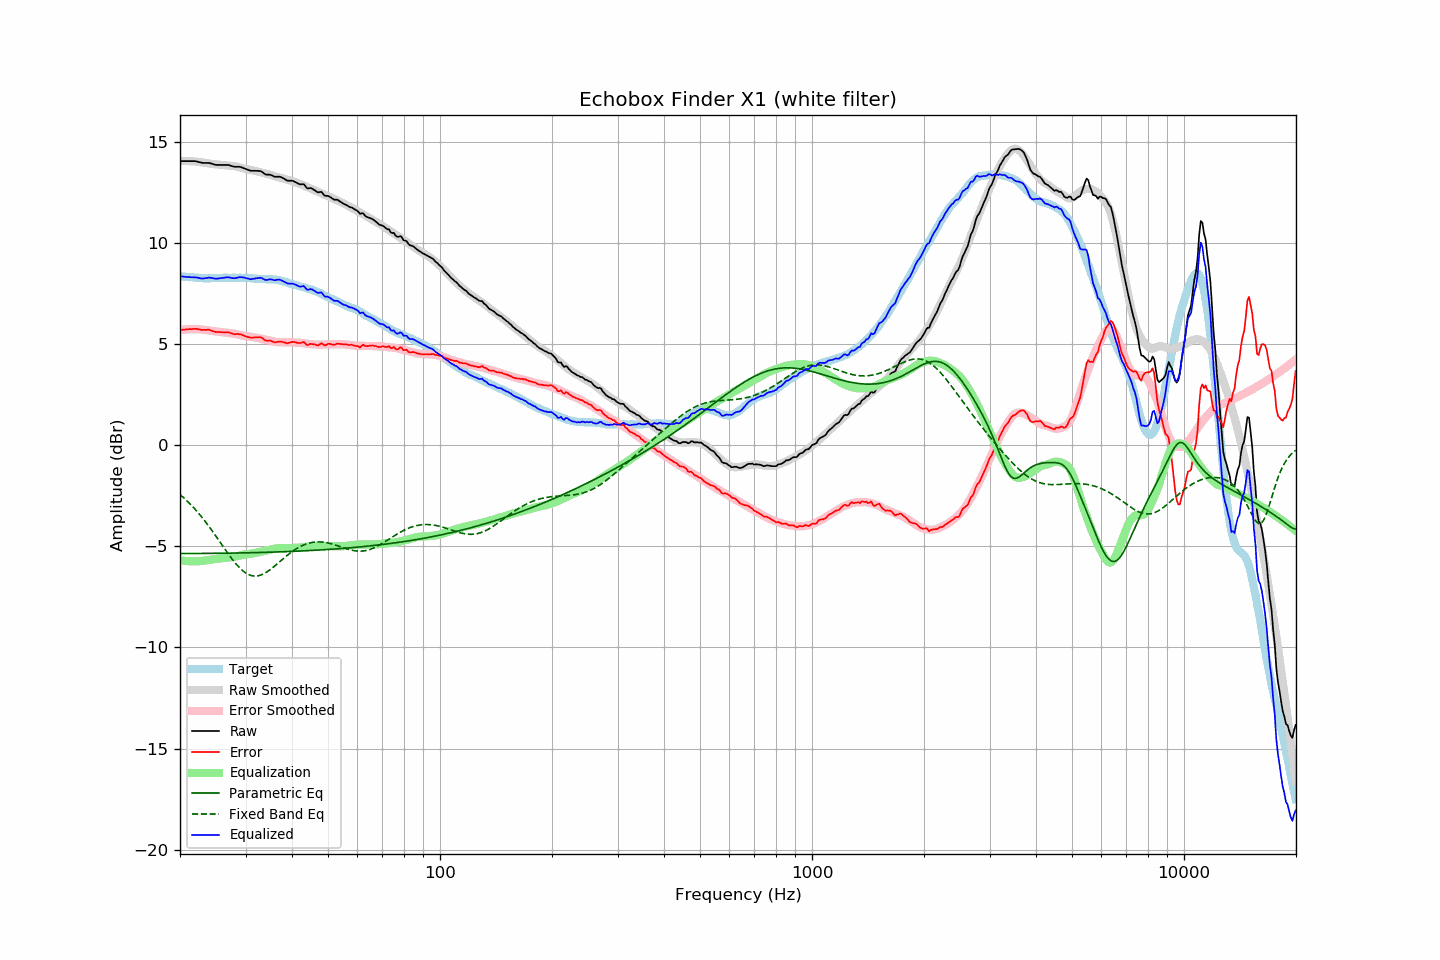 Echobox Finder X1 (white filter)
15
10
5
0
−5
−10
−15
−20
Amplitude (dBr)
Target
Raw Smoothed
Error Smoothed
Raw
Error
Equalization
Parametric Eq
Fixed Band Eq
Equalized
100
1000
10000
Frequency (Hz)